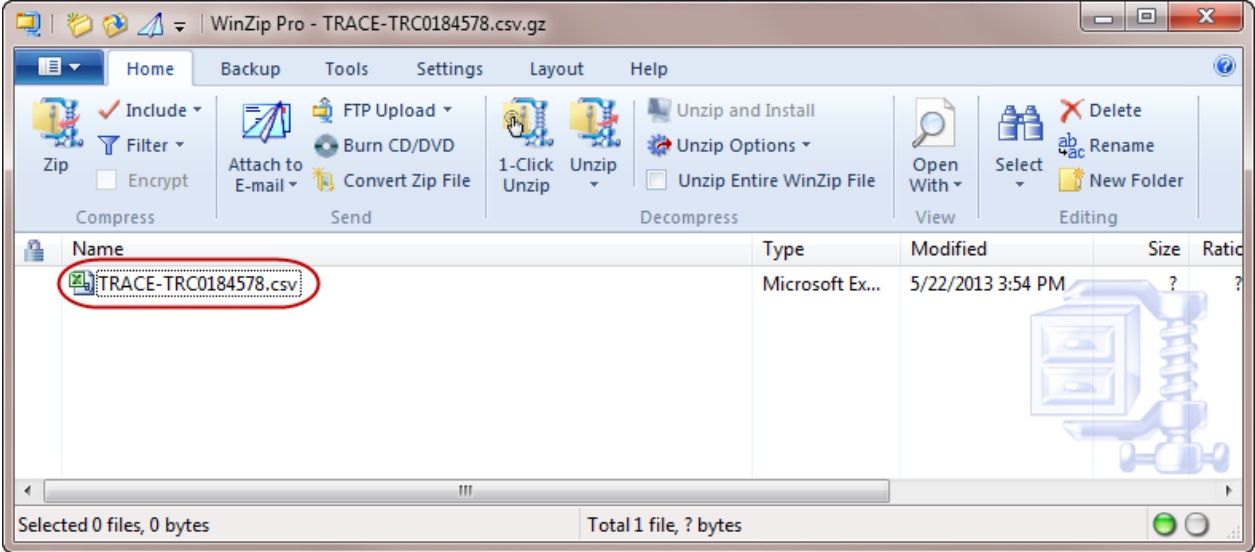 WinZip Pro - TRACE-TRC0184578.csv.gz
Home Backup Tools Settings Layout Help
Include FTP Upload Unzip and Install Delete
Filter Burn CD/DVD Unzip Options Rename
Zip Attach to E-mail 1-Click Unzip Unzip Open With Select
Encrypt Convert Zip File Unzip Entire WinZip File New Folder
Compress Send Decompress View Editing
Name Type Modified Size Ratio
TRACE-TRC0184578.csv Microsoft Ex... 5/22/2013 3:54 PM ? ?
Selected 0 files, 0 bytes Total 1 file, ? bytes